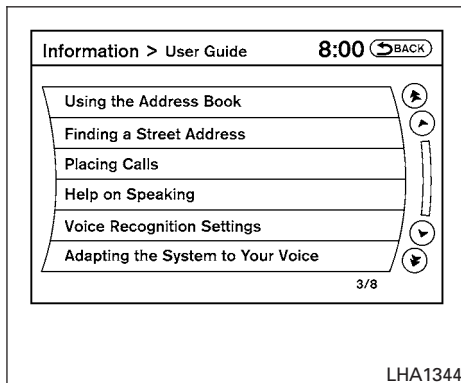 Information > User Guide 8:00 BACK
Using the Address Book
Finding a Street Address
Placing Calls
Help on Speaking
Voice Recognition Settings
Adapting the System to Your Voice
3/8
LHA1344